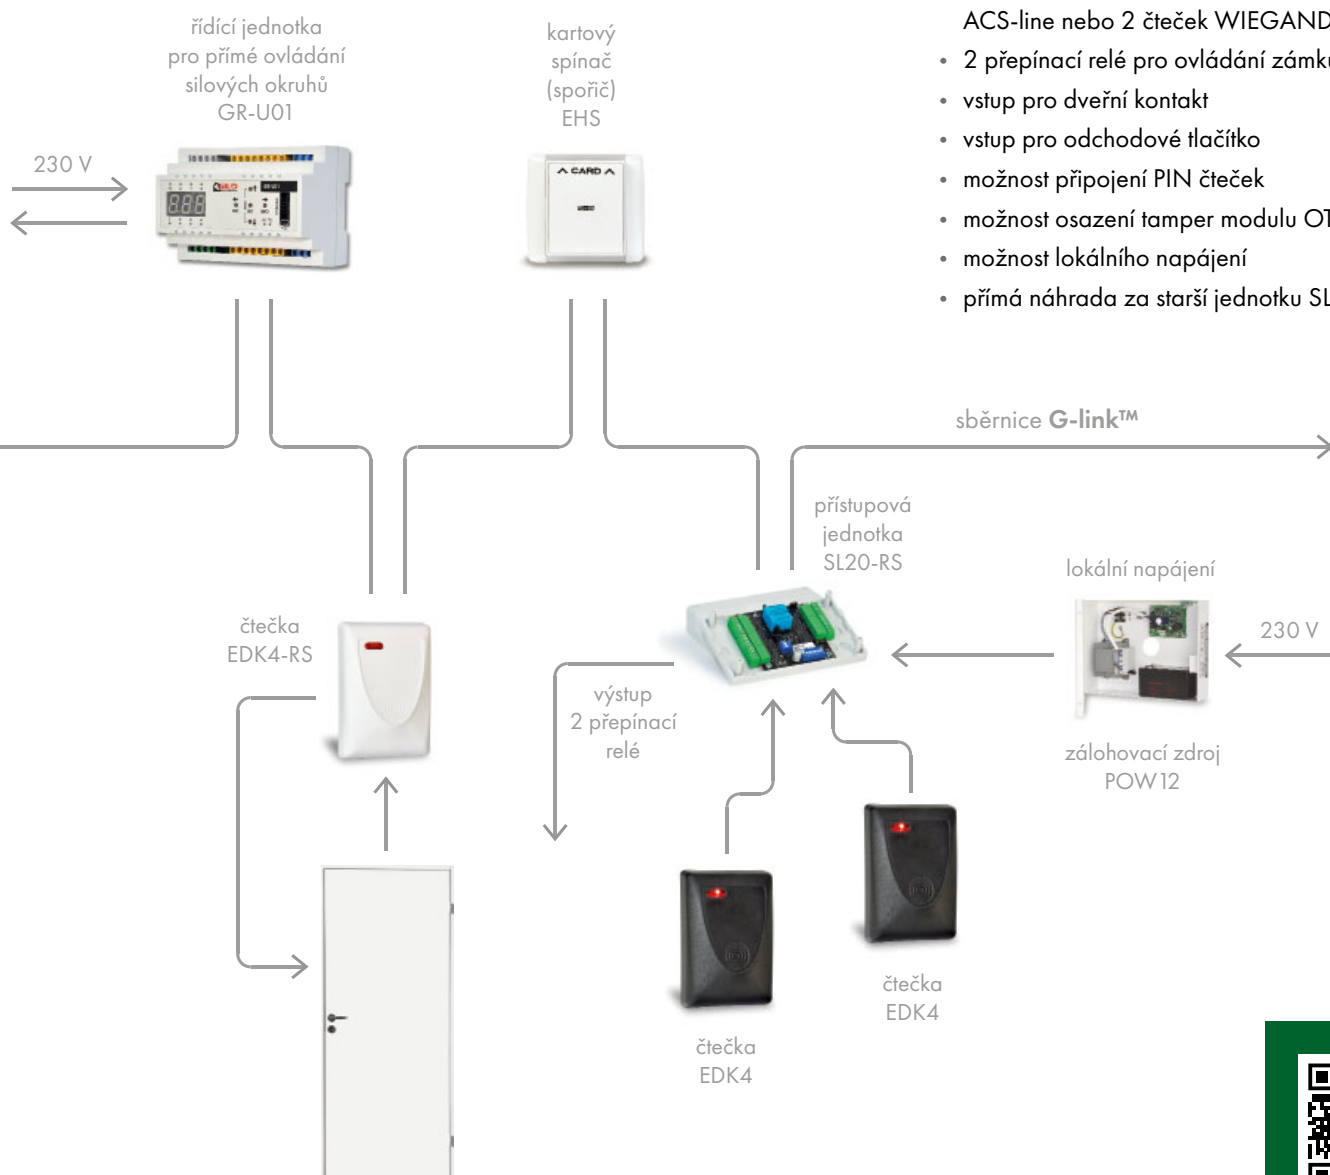 řídící jednotka
pro přímé ovládání
silových okruhů
GR-U01
kartový
spínač
(spořič)
EHS
230 V
CARD
ACS-line nebo 2 čteček WIEGAND
• 2 přepínací relé pro ovládání zámku
• vstup pro dveřní kontakt
• vstup pro odchodové tlačítko
• možnost připojení PIN čteček
• možnost osazení tamper modulu OT
• možnost lokálního napájení
• přímá náhrada za starší jednotku SL
sběrnice G-link™
přístupová
jednotka
SL20-RS
lokální napájení
230 V
čtečka
EDK4-RS
výstup
2 přepínací
relé
zálohovací zdroj
POW12
čtečka
EDK4
čtečka
EDK4